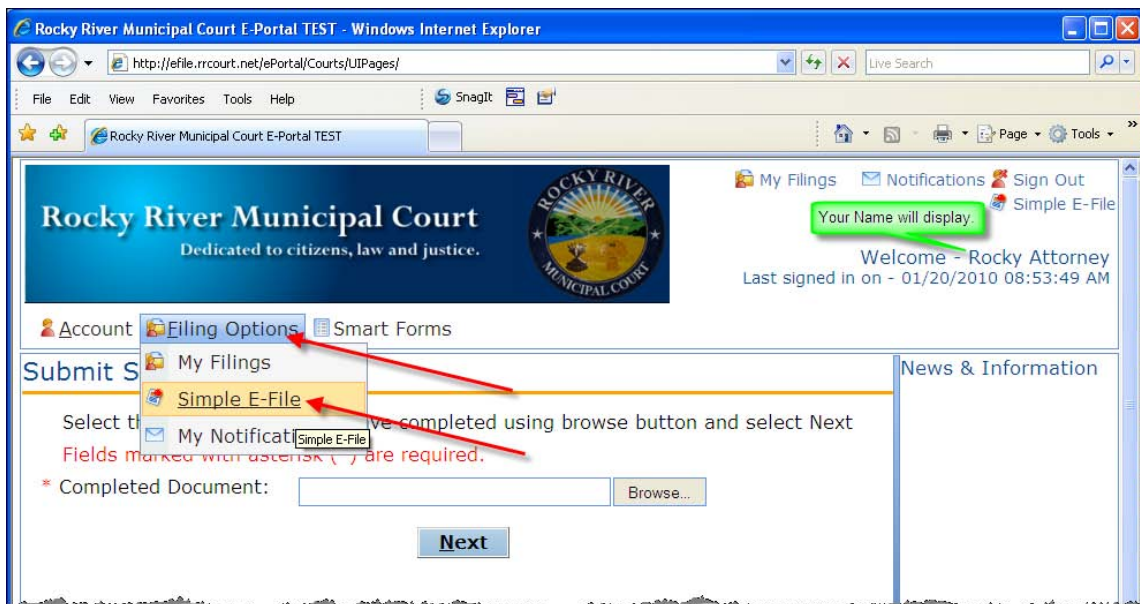 Rocky River Municipal Court E-Portal TEST - Windows Internet Explorer
http://efile.rrcourt.net/ePortal/Courts/UIPages/
Live Search
File Edit View Favorites Tools Help
SnagIt
Rocky River Municipal Court E-Portal TEST
Page
Tools
»
Rocky River Municipal Court
Dedicated to citizens, law and justice.
ROCKY RIVER
MUNICIPAL COURT
My Filings Notifications Sign Out
Simple E-File
Your Name will display.
Welcome - Rocky Attorney
Last signed in on - 01/20/2010 08:53:49 AM
Account Filing Options Smart Forms
My Filings
Simple E-File
My Notificati
Simple E-File
Submit S
News & Information
Select th ve completed using browse button and select Next
Fields marked with asterisk (*) are required.
* Completed Document:
Browse...
Next